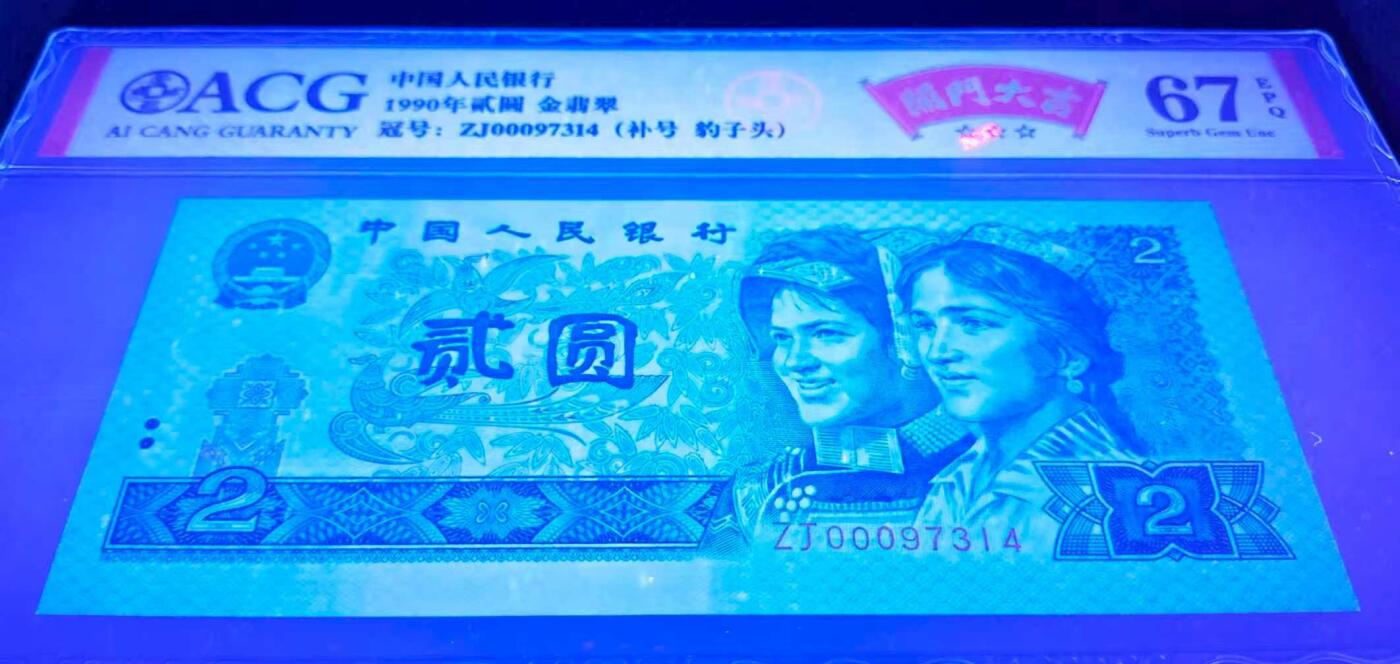 ACG
AI CANG GUARANTY
中国人民银行
1990年贰圆 金翡翠
冠号：ZJ00097314（补号 豹子头）
開門大吉
67
EPQ
Superb Gem Unc
中国人民银行
2
贰圆
2
ZJ00097314
2